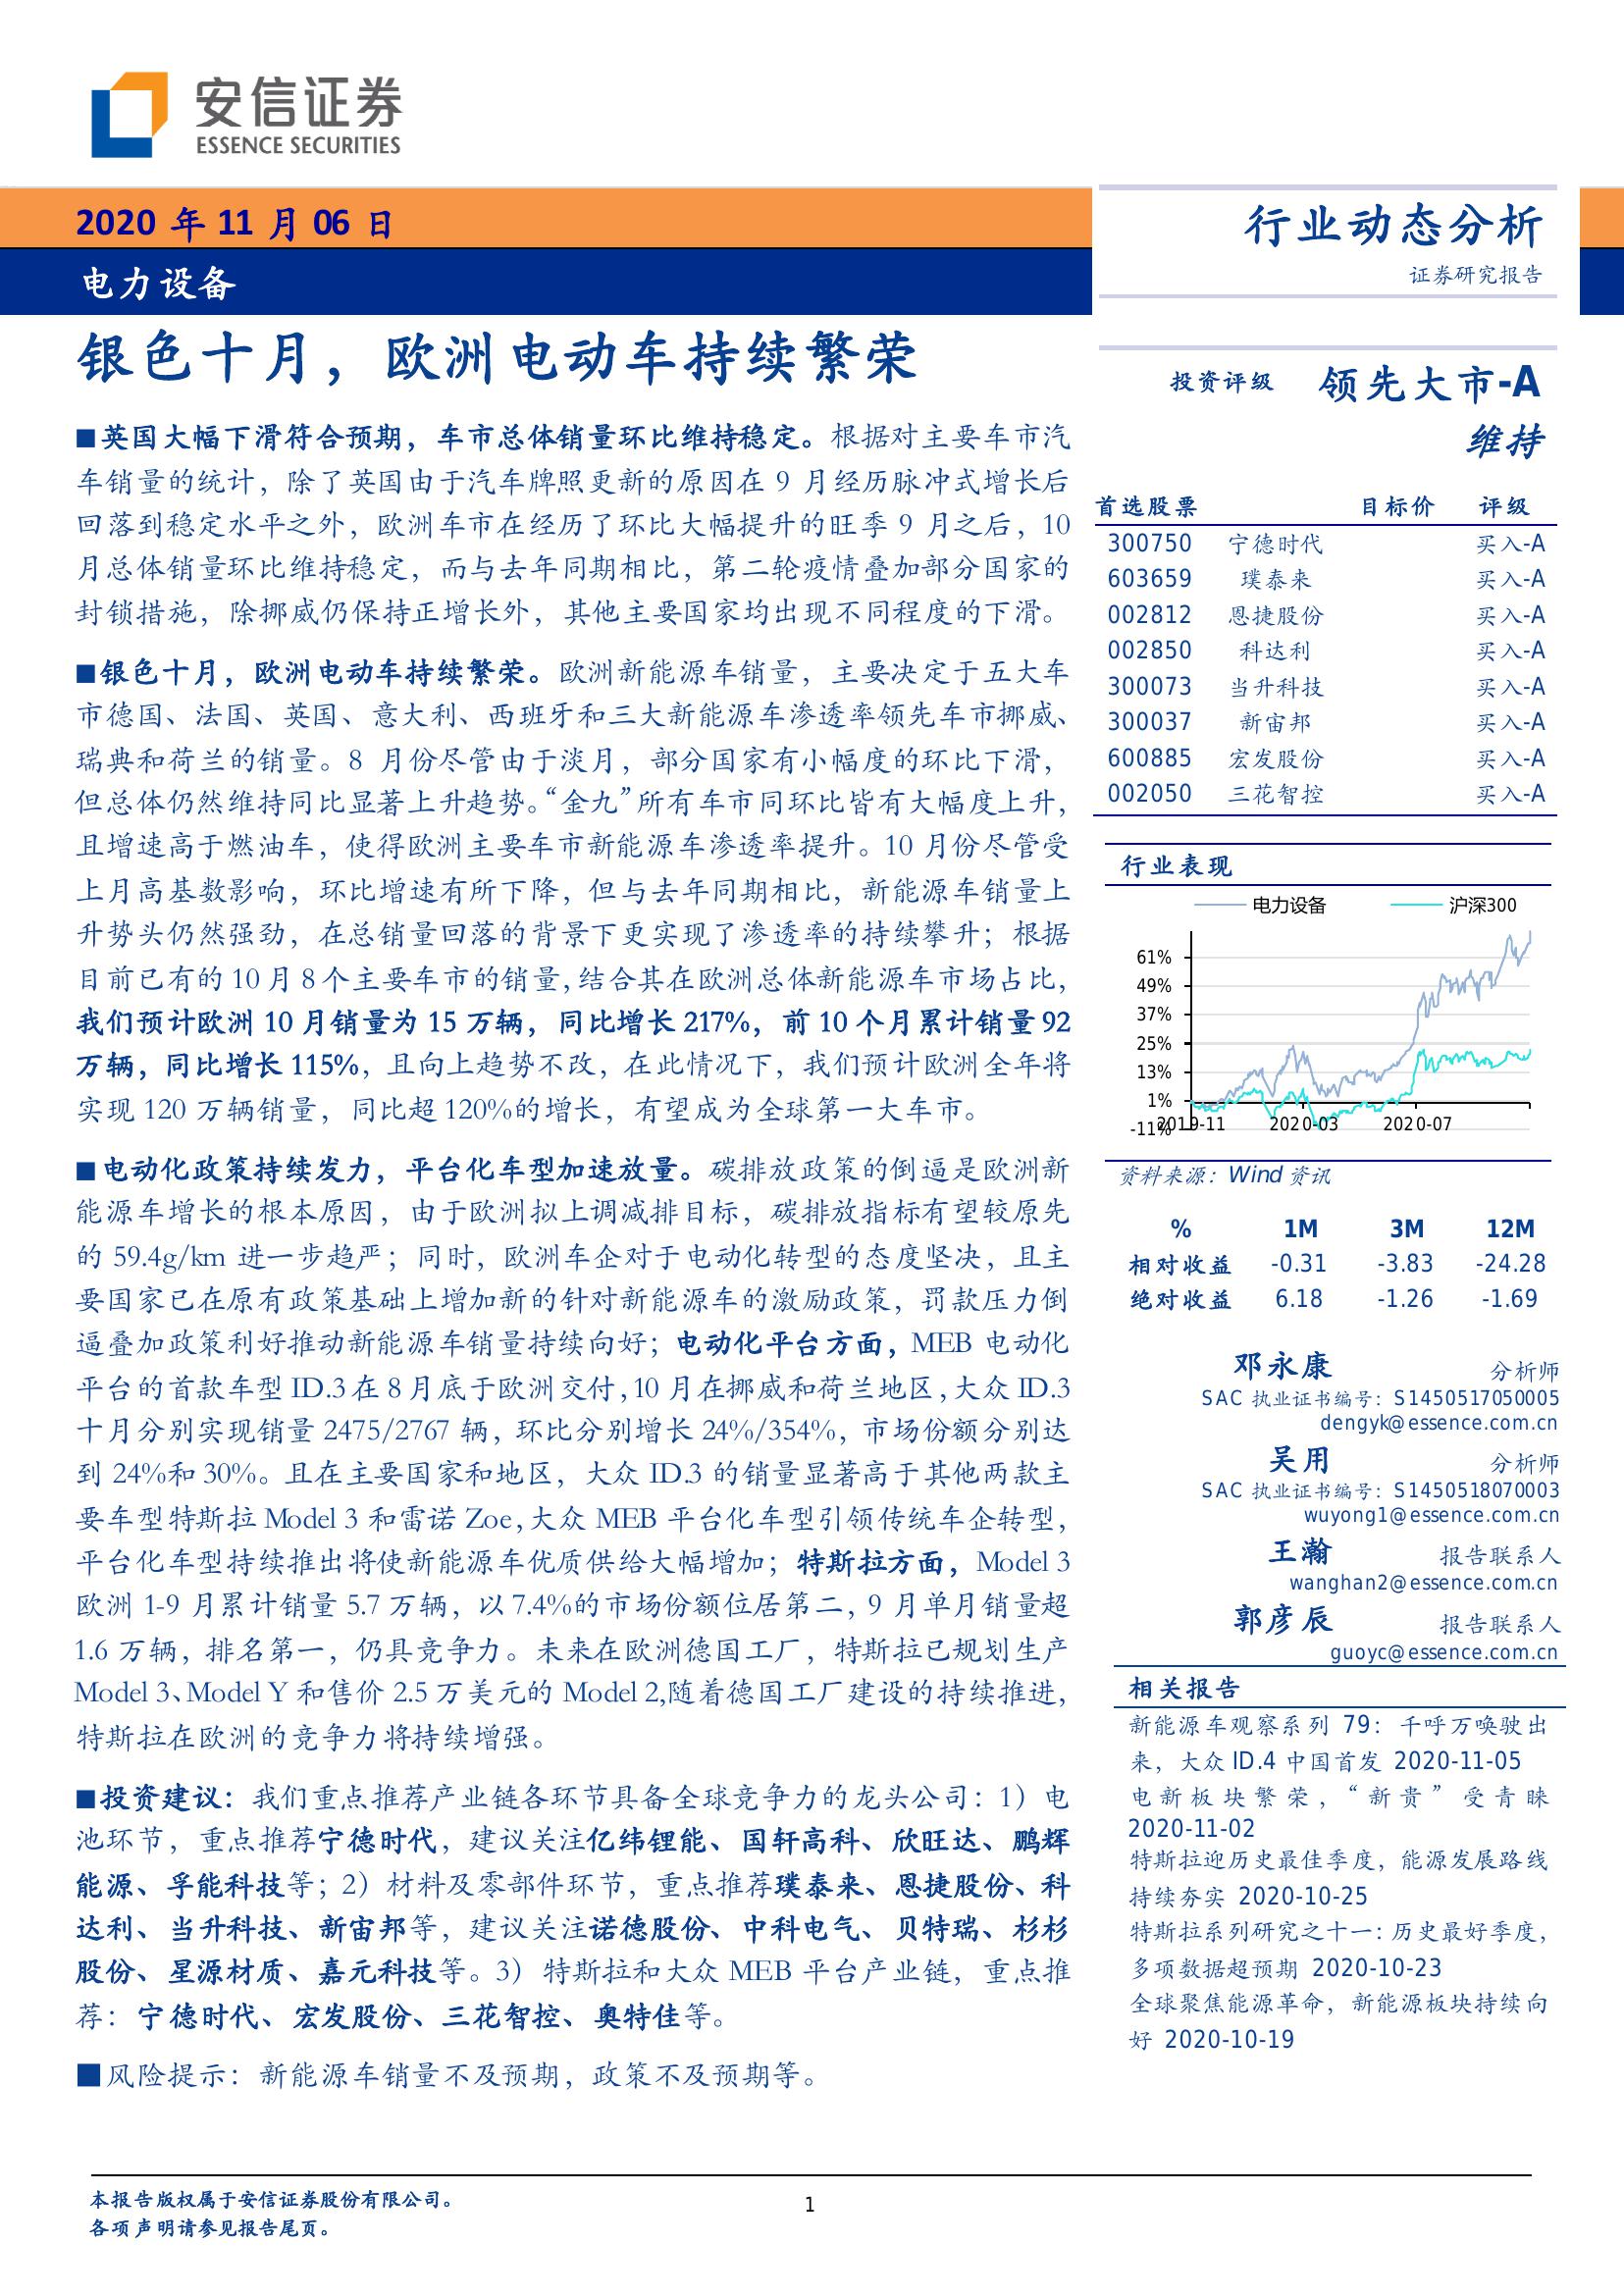 安信证券
ESSENCE SECURITIES
2020 年 11 月 06 日
电力设备
行业动态分析
证券研究报告
银色十月，欧洲电动车持续繁荣
■英国大幅下滑符合预期，车市总体销量环比维持稳定。根据对主要车市汽
车销量的统计，除了英国由于汽车牌照更新的原因在 9 月经历脉冲式增长后
回落到稳定水平之外，欧洲车市在经历了环比大幅提升的旺季 9 月之后，10
月总体销量环比维持稳定，而与去年同期相比，第二轮疫情叠加部分国家的
封锁措施，除挪威仍保持正增长外，其他主要国家均出现不同程度的下滑。
■银色十月，欧洲电动车持续繁荣。欧洲新能源车销量，主要决定于五大车
市德国、法国、英国、意大利、西班牙和三大新能源车渗透率领先车市挪威、
瑞典和荷兰的销量。8 月份尽管由于淡月，部分国家有小幅度的环比下滑，
但总体仍然维持同比显著上升趋势。“金九”所有车市同环比皆有大幅度上升，
且增速高于燃油车，使得欧洲主要车市新能源车渗透率提升。10 月份尽管受
上月高基数影响，环比增速有所下降，但与去年同期相比，新能源车销量上
升势头仍然强劲，在总销量回落的背景下更实现了渗透率的持续攀升；根据
目前已有的 10 月 8 个主要车市的销量，结合其在欧洲总体新能源车市场占比，
我们预计欧洲 10 月销量为 15 万辆，同比增长 217%，前 10 个月累计销量 92
万辆，同比增长 115%，且向上趋势不改，在此情况下，我们预计欧洲全年将
实现 120 万辆销量，同比超 120%的增长，有望成为全球第一大车市。
■电动化政策持续发力，平台化车型加速放量。碳排放政策的倒逼是欧洲新
能源车增长的根本原因，由于欧洲拟上调减排目标，碳排放指标有望较原先
的 59.4g/km 进一步趋严；同时，欧洲车企对于电动化转型的态度坚决，且主
要国家已在原有政策基础上增加新的针对新能源车的激励政策，罚款压力倒
逼叠加政策利好推动新能源车销量持续向好；电动化平台方面，MEB 电动化
平台的首款车型 ID.3 在 8 月底于欧洲交付，10 月在挪威和荷兰地区，大众 ID.3
十月分别实现销量 2475/2767 辆，环比分别增长 24%/354%，市场份额分别达
到 24%和 30%。且在主要国家和地区，大众 ID.3 的销量显著高于其他两款主
要车型特斯拉 Model 3 和雷诺 Zoe，大众 MEB 平台化车型引领传统车企转型，
平台化车型持续推出将使新能源车优质供给大幅增加；特斯拉方面，Model 3
欧洲 1-9 月累计销量 5.7 万辆，以 7.4%的市场份额位居第二，9 月单月销量超
1.6 万辆，排名第一，仍具竞争力。未来在欧洲德国工厂，特斯拉已规划生产
Model 3、Model Y 和售价 2.5 万美元的 Model 2,随着德国工厂建设的持续推进，
特斯拉在欧洲的竞争力将持续增强。
■投资建议：我们重点推荐产业链各环节具备全球竞争力的龙头公司：1）电
池环节，重点推荐宁德时代，建议关注亿纬锂能、国轩高科、欣旺达、鹏辉
能源、孚能科技等；2）材料及零部件环节，重点推荐璞泰来、恩捷股份、科
达利、当升科技、新宙邦等，建议关注诺德股份、中科电气、贝特瑞、杉杉
股份、星源材质、嘉元科技等。3）特斯拉和大众 MEB 平台产业链，重点推
荐：宁德时代、宏发股份、三花智控、奥特佳等。
■风险提示：新能源车销量不及预期，政策不及预期等。
投资评级 领先大市-A
维持
首选股票 目标价 评级
300750 宁德时代 买入-A
603659 璞泰来 买入-A
002812 恩捷股份 买入-A
002850 科达利 买入-A
300073 当升科技 买入-A
300037 新宙邦 买入-A
600885 宏发股份 买入-A
002050 三花智控 买入-A
行业表现
电力设备 沪深300
61%
49%
37%
25%
13%
1%
-11%
2019-11 2020-03 2020-07
资料来源：Wind 资讯
% 1M 3M 12M
相对收益 -0.31 -3.83 -24.28
绝对收益 6.18 -1.26 -1.69
邓永康 分析师
SAC 执业证书编号：S1450517050005
dengyk@essence.com.cn
吴用 分析师
SAC 执业证书编号：S1450518070003
wuyong1@essence.com.cn
王瀚 报告联系人
wanghan2@essence.com.cn
郭彦辰 报告联系人
guoyc@essence.com.cn
相关报告
新能源车观察系列 79：千呼万唤驶出
来，大众 ID.4 中国首发 2020-11-05
电新板块繁荣，“新贵”受青睐
2020-11-02
特斯拉迎历史最佳季度，能源发展路线
持续夯实 2020-10-25
特斯拉系列研究之十一：历史最好季度，
多项数据超预期 2020-10-23
全球聚焦能源革命，新能源板块持续向
好 2020-10-19
本报告版权属于安信证券股份有限公司。
各项声明请参见报告尾页。
1